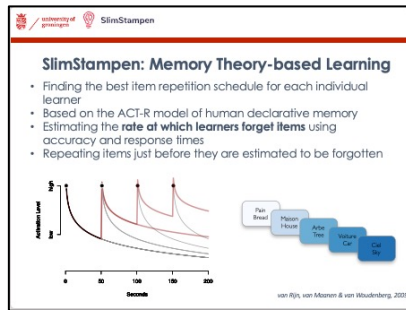 university of
groningen
SlimStampen
SlimStampen: Memory Theory-based Learning
Finding the best item repetition schedule for each individual
learner
Based on the ACT-R model of human declarative memory
Estimating the rate at which learners forget items using
accuracy and response times
Repeating items just before they are estimated to be forgotten
high
Activation Level
low
0
50
100
150
200
Seconds
Pain
Bread
Maison
House
Arbre
Tree
Voiture
Car
Ciel
Sky
van Rijn, van Maanen & van Woudenberg, 2009